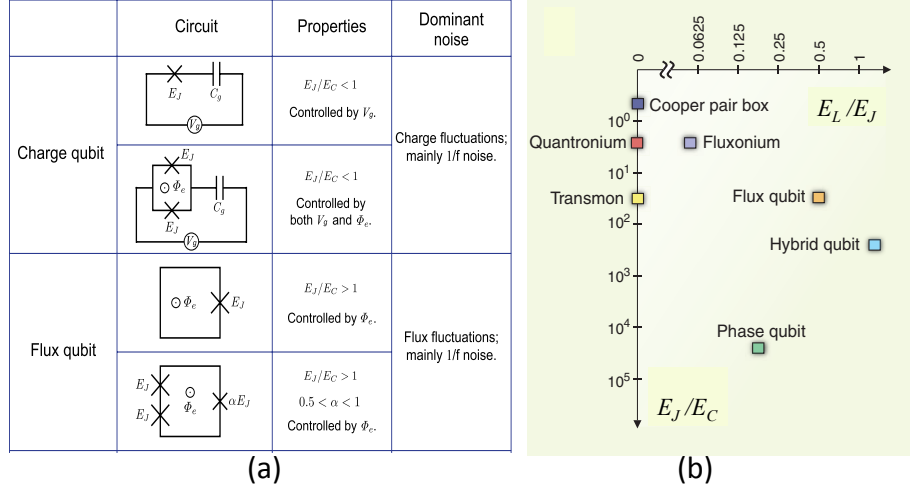 Circuit
Properties
Dominant
noise
Charge qubit
E_J
C_g
V_g
E_J/E_C < 1
Controlled by V_g.
Charge fluctuations;
mainly 1/f noise.
E_J
Φ_e
C_g
E_J
V_g
E_J/E_C < 1
Controlled by
both V_g and Φ_e.
Flux qubit
Φ_e
E_J
E_J/E_C > 1
Controlled by Φ_e.
Flux fluctuations;
mainly 1/f noise.
E_J
Φ_e
αE_J
E_J
E_J/E_C > 1
0.5 < α < 1
Controlled by Φ_e.
(a)
0
0.0625
0.125
0.25
0.5
1
E_L/E_J
Cooper pair box
10^0
Quantronium
Fluxonium
10^1
Transmon
Flux qubit
10^2
Hybrid qubit
10^3
10^4
Phase qubit
10^5
E_J/E_C
(b)